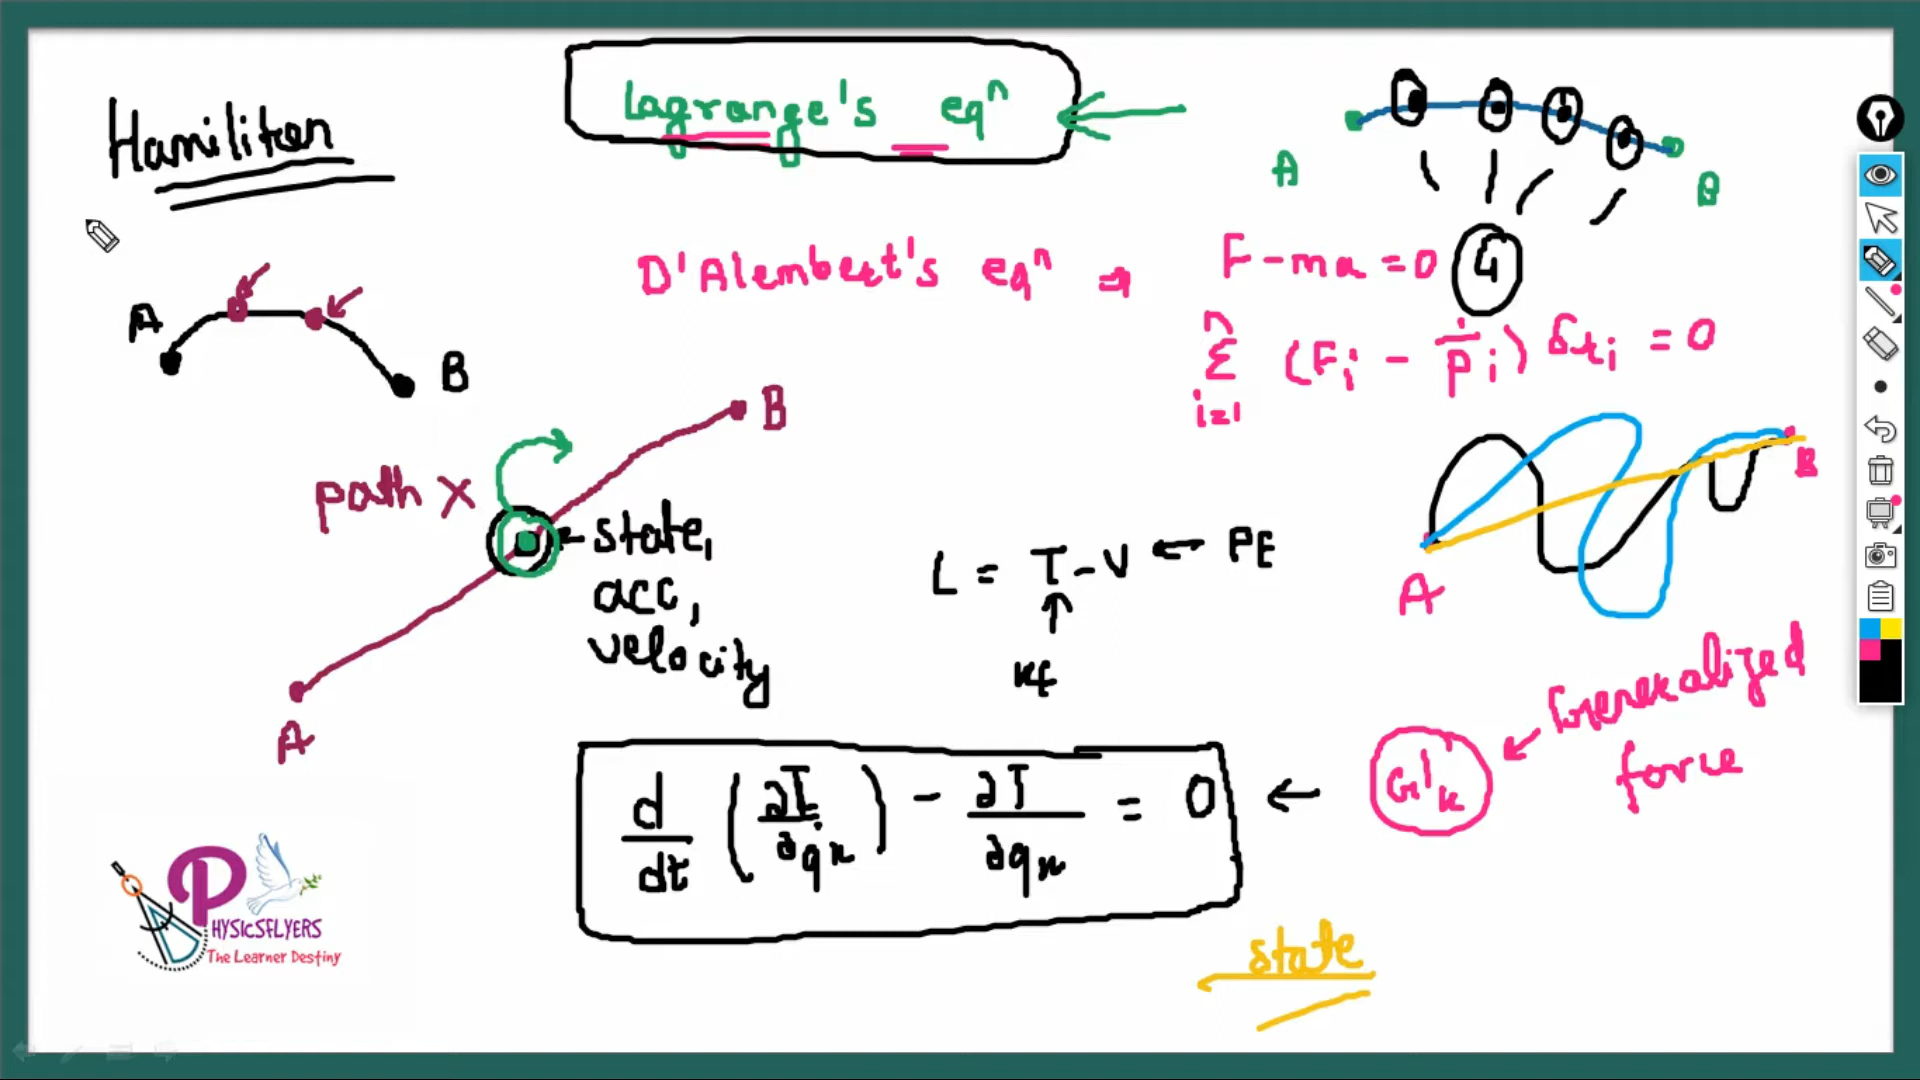 Hamiliton
Lagrange's eqⁿ
A
B
D'Alembert's eqⁿ ⇒ F - ma = 0
4
n
Σ (Fᵢ - ṗᵢ) δrᵢ = 0
i=1
A
B
B
path X
state,
acc,
velocity
A
L = T - V ← PE
↑
KE
A
B
Generalized
force
d/dt (∂T/∂q̇ₖ) - ∂T/∂qₖ = 0 ← Gₖ
state
PHYSICSFLYERS
The Learner Destiny